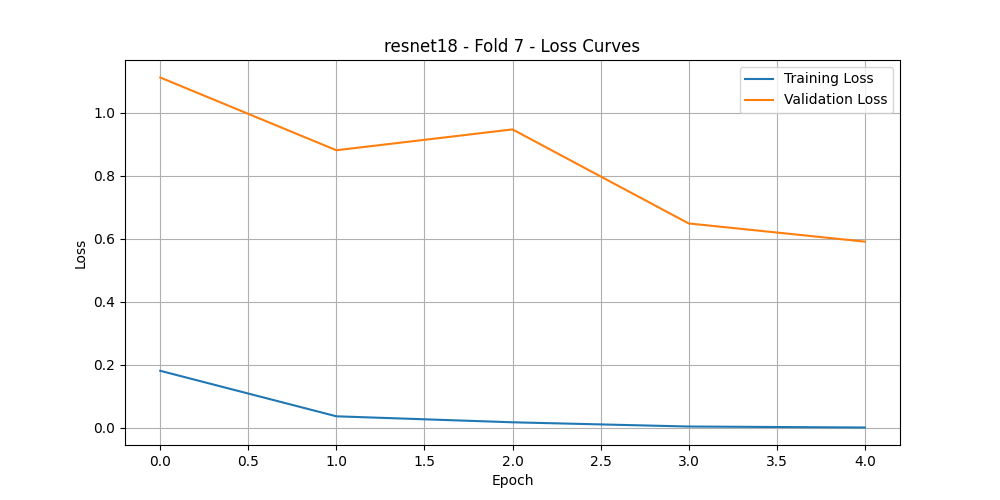 resnet18 - Fold 7 - Loss Curves
Training Loss
Validation Loss
Loss
1.0
0.8
0.6
0.4
0.2
0.0
0.0 0.5 1.0 1.5 2.0 2.5 3.0 3.5 4.0
Epoch